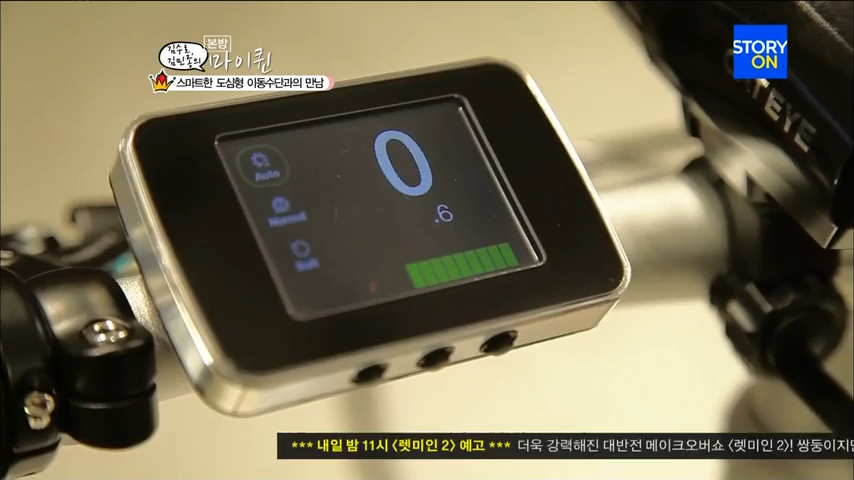 김수로,
김민종의
본방
마이퀸
스마트한 도심형 이동수단과의 만남
STORY
ON
TEYE
0
.6
Auto
Normal
*** 내일 밤 11시 〈렛미인 2〉 예고 *** 더욱 강력해진 대반전 메이크오버쇼 〈렛미인 2〉! 쌍둥이지만